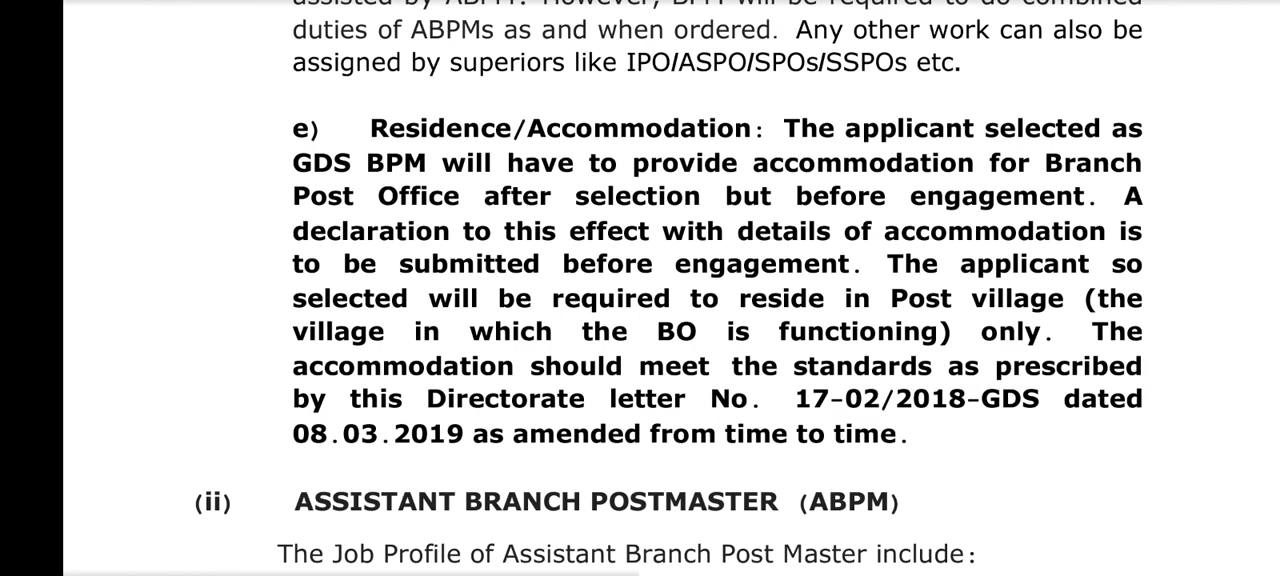 duties of ABPMs as and when ordered. Any other work can also be
assigned by superiors like IPO/ASPO/SPOs/SSPOs etc.
e) Residence/Accommodation: The applicant selected as
GDS BPM will have to provide accommodation for Branch
Post Office after selection but before engagement. A
declaration to this effect with details of accommodation is
to be submitted before engagement. The applicant so
selected will be required to reside in Post village (the
village in which the BO is functioning) only. The
accommodation should meet the standards as prescribed
by this Directorate letter No. 17-02/2018-GDS dated
08.03.2019 as amended from time to time.
(ii) ASSISTANT BRANCH POSTMASTER (ABPM)
The Job Profile of Assistant Branch Post Master include: